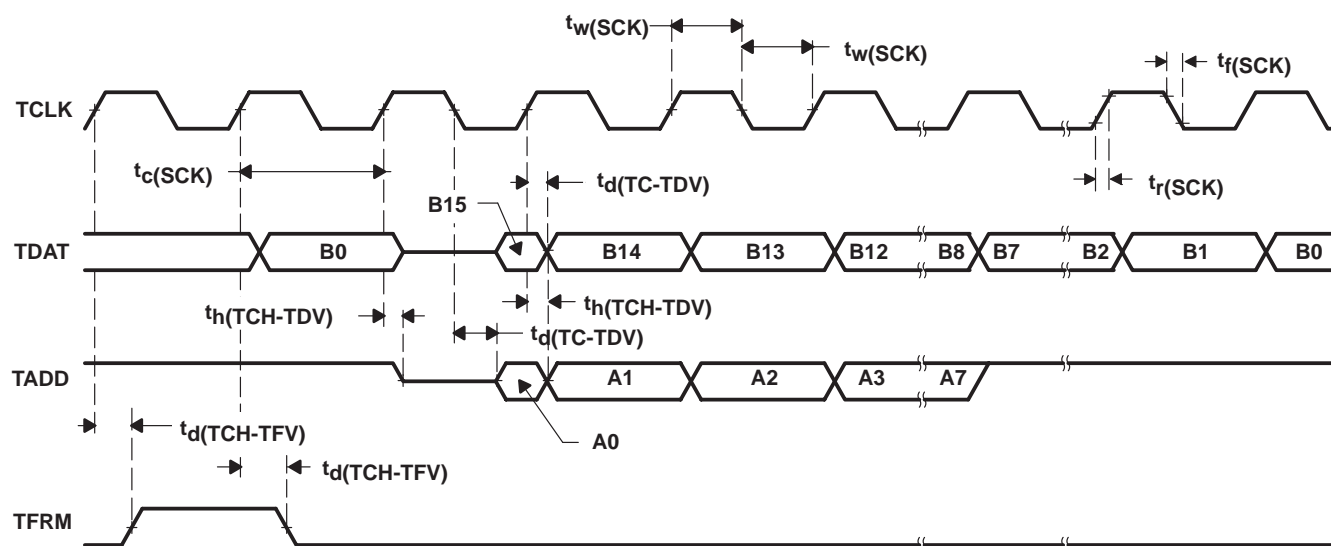 tw(SCK)
tw(SCK)
tf(SCK)
TCLK
tc(SCK)
td(TC-TDV)
tr(SCK)
B15
TDAT
B0
B14
B13
B12
B8
B7
B2
B1
B0
th(TCH-TDV)
th(TCH-TDV)
td(TC-TDV)
TADD
A1
A2
A3
A7
td(TCH-TFV)
A0
td(TCH-TFV)
TFRM